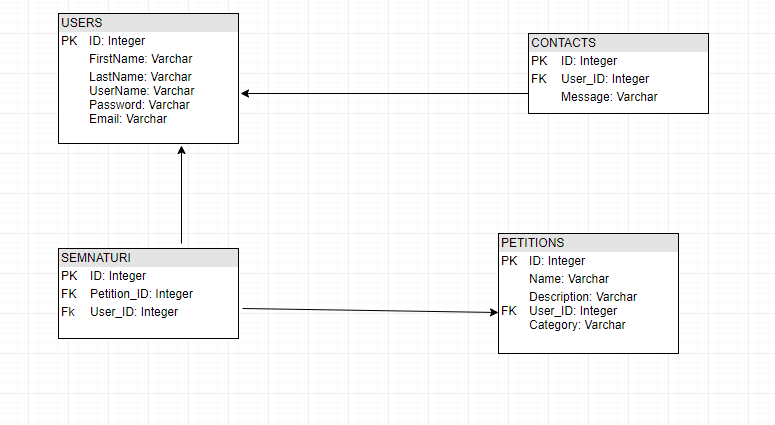 USERS
PK ID: Integer
FirstName: Varchar
LastName: Varchar
UserName: Varchar
Password: Varchar
Email: Varchar
CONTACTS
PK ID: Integer
FK User_ID: Integer
Message: Varchar
SEMNATURI
PK ID: Integer
FK Petition_ID: Integer
Fk User_ID: Integer
PETITIONS
PK ID: Integer
Name: Varchar
Description: Varchar
FK User_ID: Integer
Category: Varchar